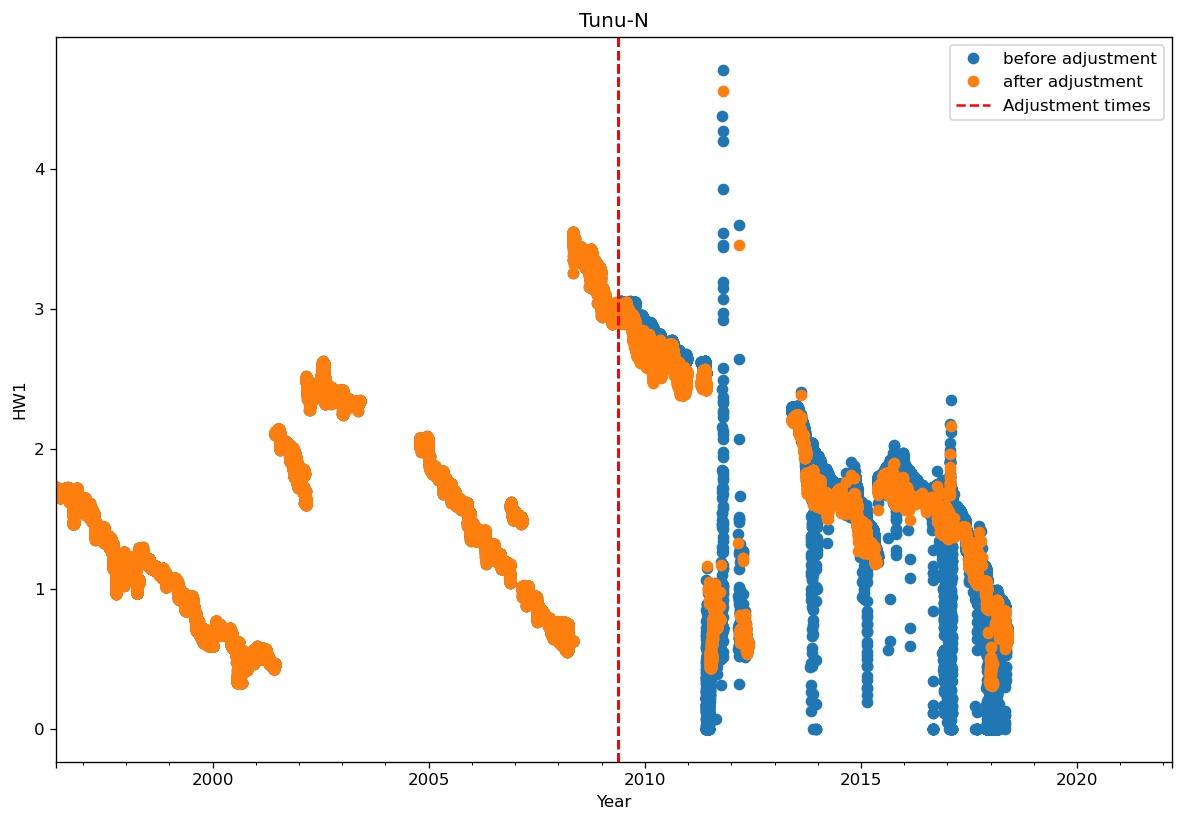 Tunu-N
before adjustment
after adjustment
Adjustment times
HW1
4
3
2
1
0
2000 2005 2010 2015 2020
Year